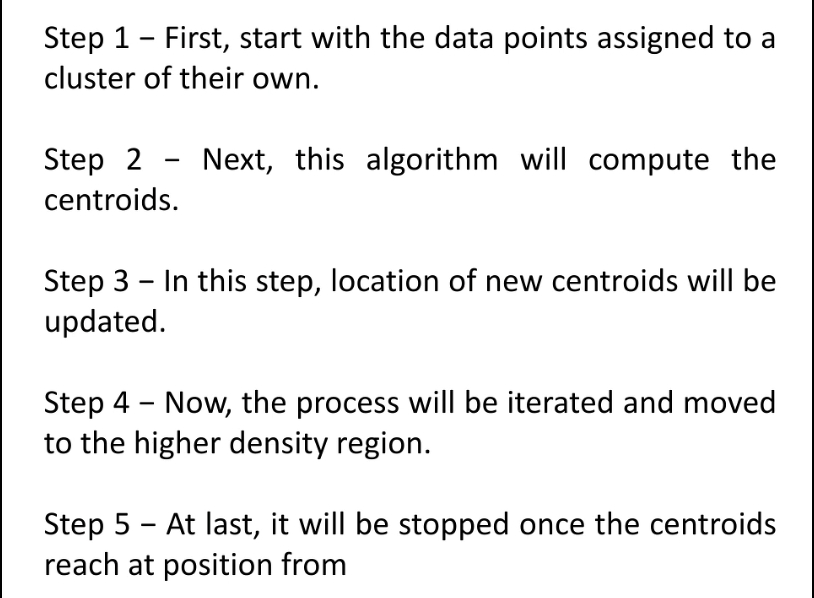 Step 1 – First, start with the data points assigned to a
cluster of their own.
Step 2 – Next, this algorithm will compute the
centroids.
Step 3 – In this step, location of new centroids will be
updated.
Step 4 – Now, the process will be iterated and moved
to the higher density region.
Step 5 – At last, it will be stopped once the centroids
reach at position from